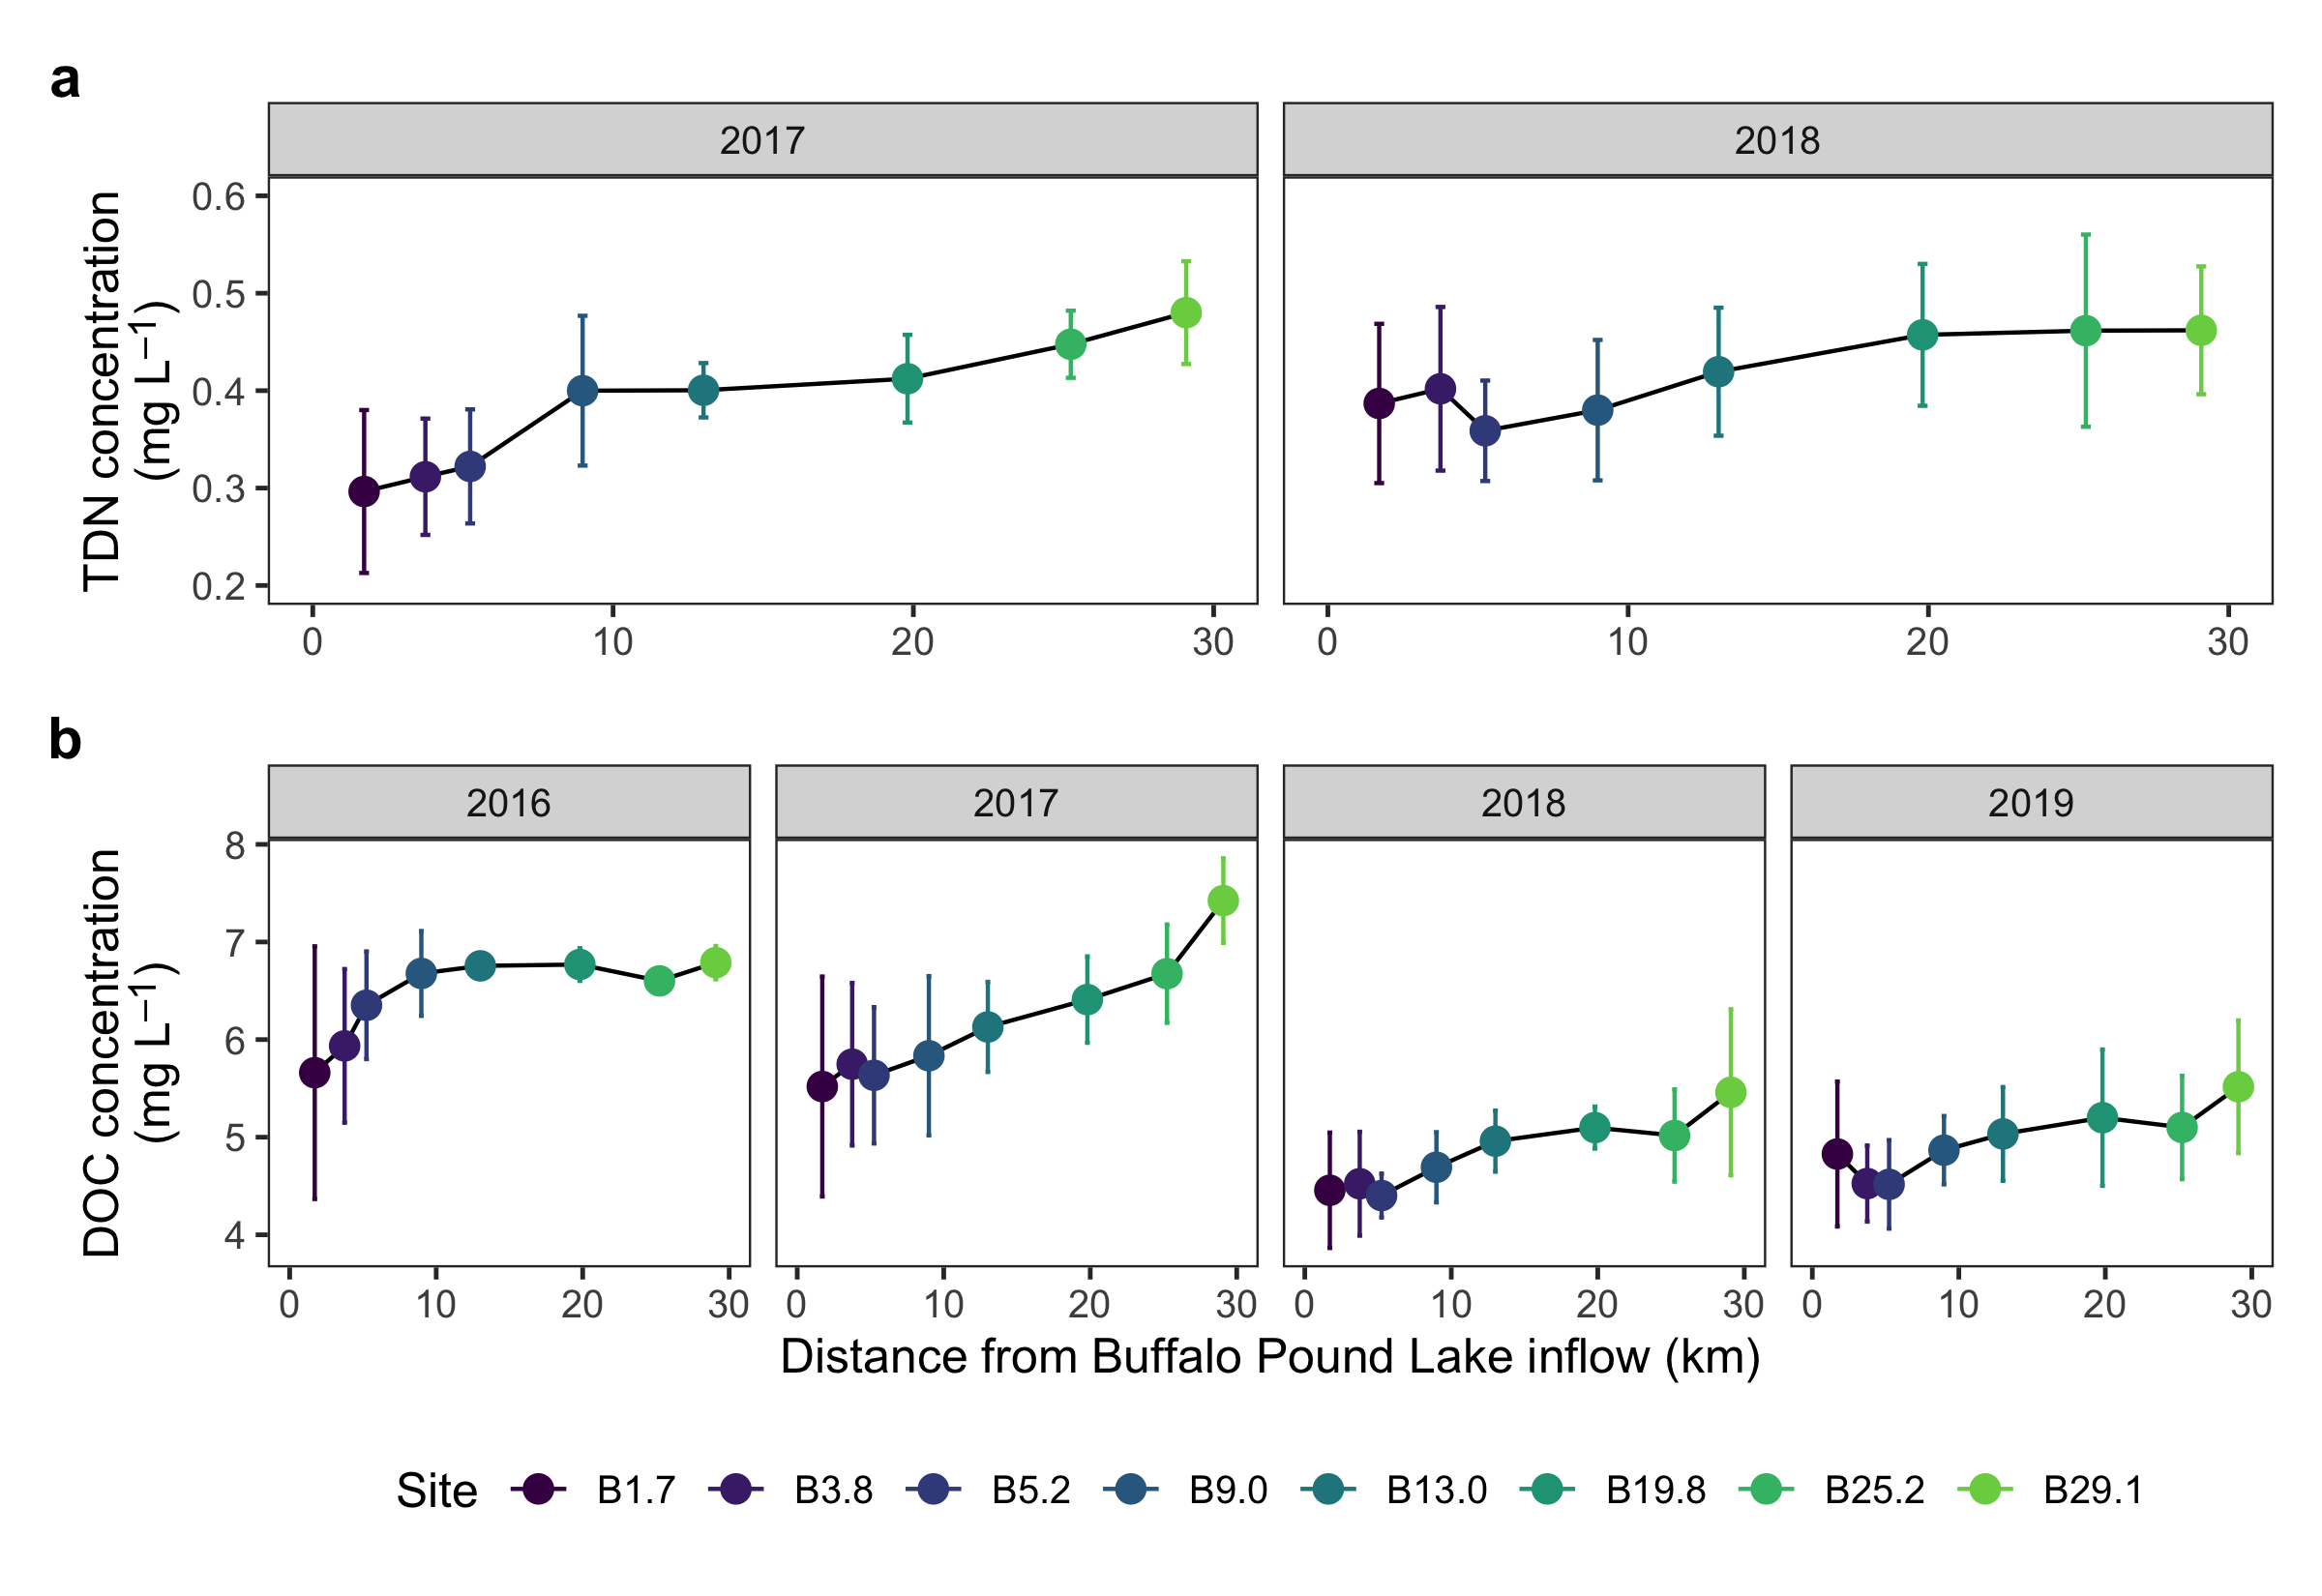 a
2017 2018
TDN concentration
(mg L−1)
0.6
0.5
0.4
0.3
0.2
0 10 20 30 0 10 20 30
b
2016 2017 2018 2019
DOC concentration
(mg L−1)
8
7
6
5
4
0 10 20 30 0 10 20 30 0 10 20 30 0 10 20 30
Distance from Buffalo Pound Lake inflow (km)
Site B1.7 B3.8 B5.2 B9.0 B13.0 B19.8 B25.2 B29.1